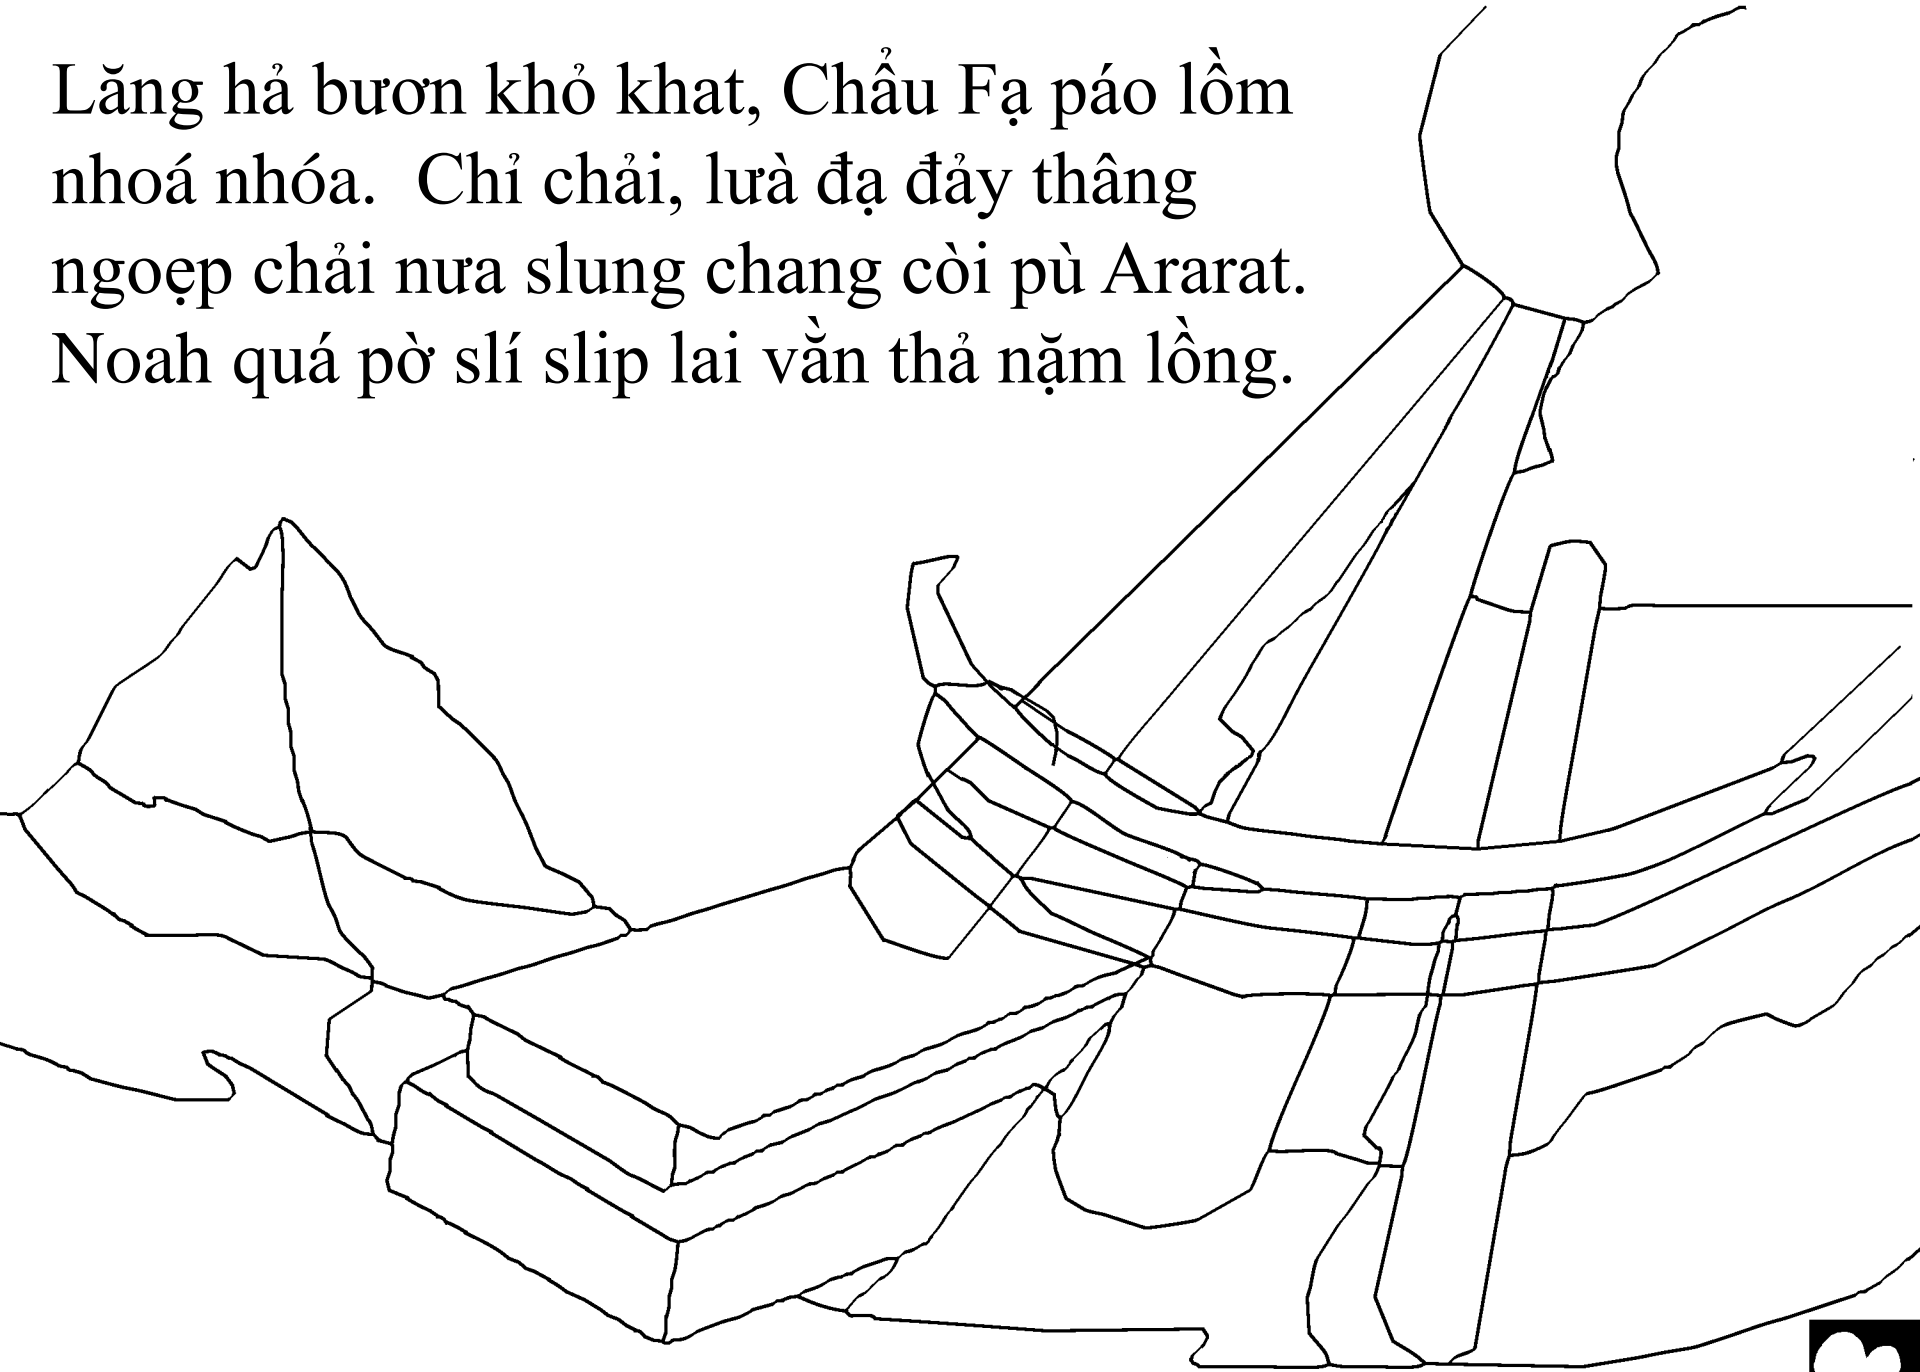 Lăng hả bươn khỏ khat, Chẩu Fạ páo lồm
nhoá nhóa.  Chỉ chải, lưà đạ đảy thâng
ngoẹp chải nưa slung chang còi pù Ararat.
Noah quá pờ slí slip lai vằn thả nặm lồng.